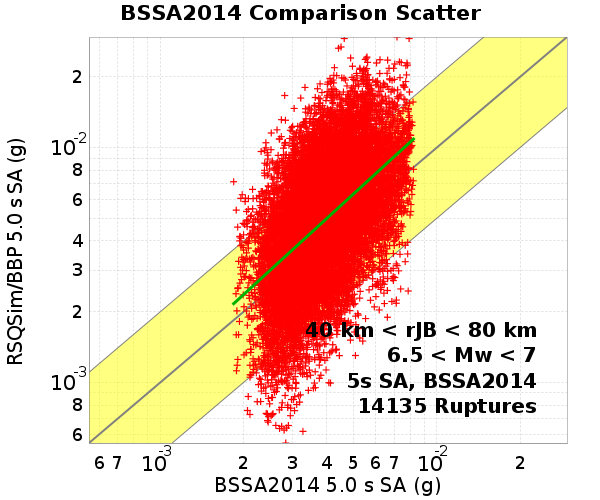 BSSA2014 Comparison Scatter
RSQSim/BBP 5.0 s SA (g)
2
10-2
8
6
4
3
2
10-3
8
6
40 km < rJB < 80 km
6.5 < Mw < 7
5s SA, BSSA2014
14135 Ruptures
6 7 10-3 2 3 4 5 6 7 10-2 2
BSSA2014 5.0 s SA (g)